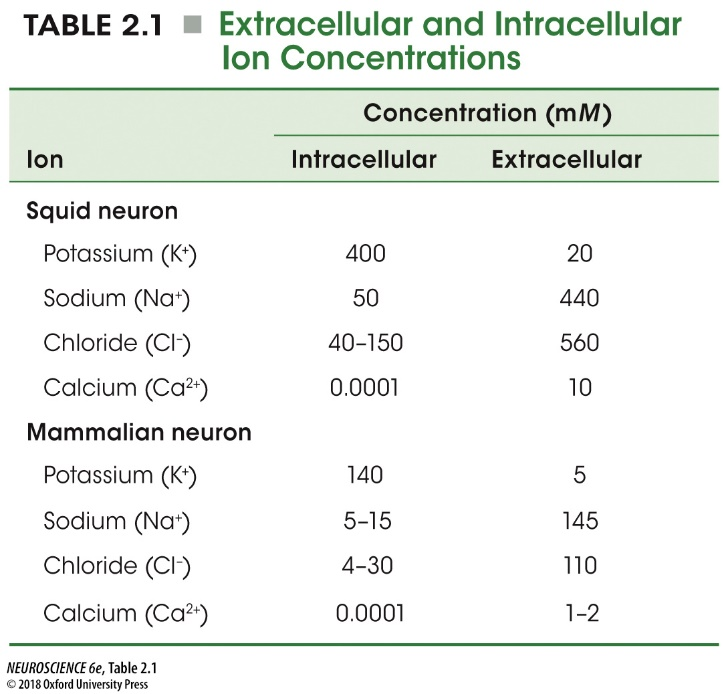 TABLE 2.1 ■ Extracellular and Intracellular
Ion Concentrations
Concentration (mM)
Ion Intracellular Extracellular
Squid neuron
Potassium (K⁺) 400 20
Sodium (Na⁺) 50 440
Chloride (Cl⁻) 40–150 560
Calcium (Ca²⁺) 0.0001 10
Mammalian neuron
Potassium (K⁺) 140 5
Sodium (Na⁺) 5–15 145
Chloride (Cl⁻) 4–30 110
Calcium (Ca²⁺) 0.0001 1–2
NEUROSCIENCE 6e, Table 2.1
© 2018 Oxford University Press